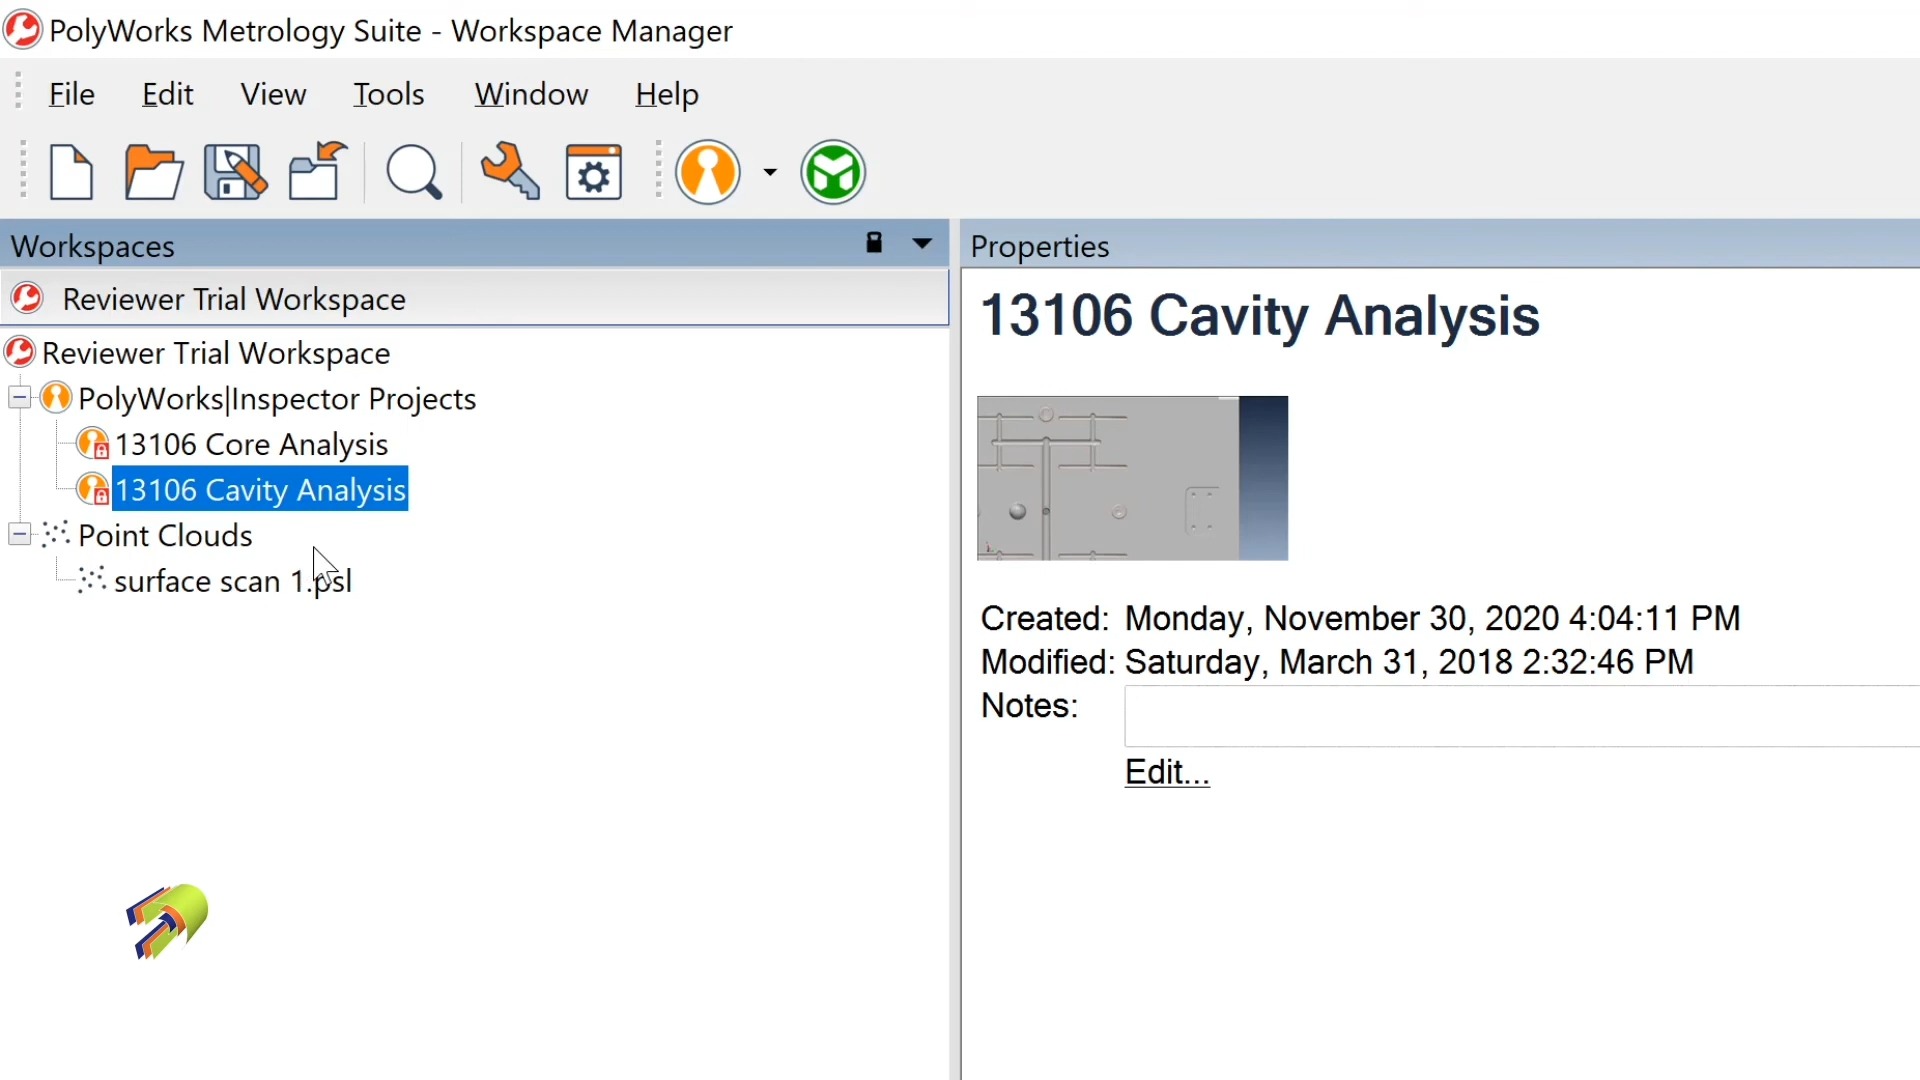 PolyWorks Metrology Suite - Workspace Manager
File Edit View Tools Window Help
Workspaces
Reviewer Trial Workspace
Reviewer Trial Workspace
PolyWorks|Inspector Projects
13106 Core Analysis
13106 Cavity Analysis
Point Clouds
surface scan 1.psl
Properties
13106 Cavity Analysis
Created: Monday, November 30, 2020 4:04:11 PM
Modified: Saturday, March 31, 2018 2:32:46 PM
Notes:
Edit...